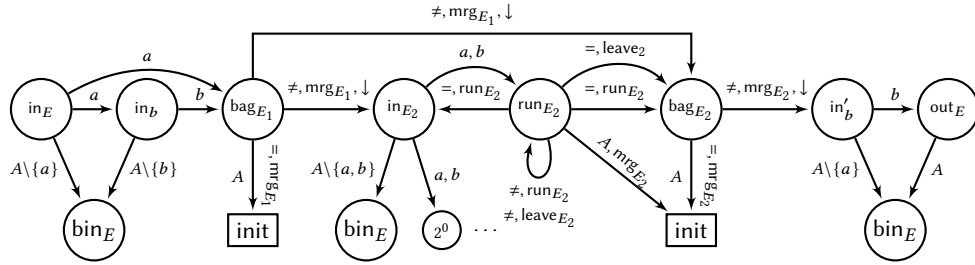 ≠, mrg_{E_1}, ↓
a
a, b
=, leave_2
in_E
a
in_b
b
bag_{E_1}
≠, mrg_{E_1}, ↓
in_{E_2}
=, run_{E_2}
run_{E_2}
=, run_{E_2}
bag_{E_2}
≠, mrg_{E_2}, ↓
in'_b
b
out_E
A\{a}
A\{b}
A
=, mrg_{E_1}
A\{a, b}
a, b
≠, run_{E_2}
≠, leave_{E_2}
A, mrg_{E_2}
A
=, mrg_{E_2}
A\{a}
A
bin_E
init
bin_E
2^0
...
init
bin_E